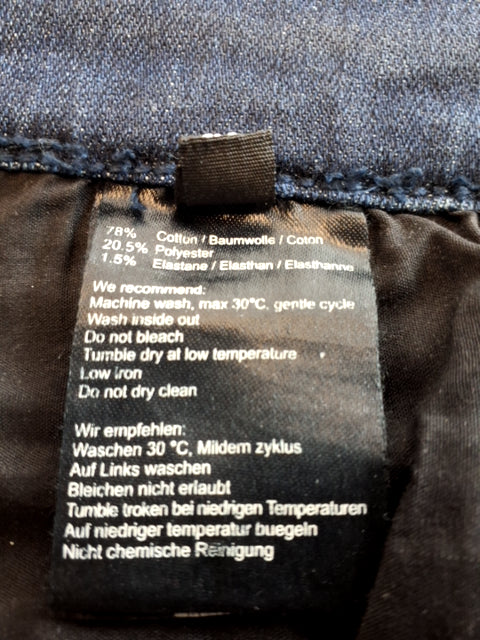 78% Cotton / Baumwolle / Coton
20.5% Polyester
1.5% Elastane / Elasthan / Elasthanne
We recommend:
Machine wash, max 30°C, gentle cycle
Wash inside out
Do not bleach
Tumble dry at low temperature
Low iron
Do not dry clean
Wir empfehlen:
Waschen 30 °C, Mildern zyklus
Auf Links waschen
Bleichen nicht erlaubt
Tumble troken bei niedrigen Temperaturen
Auf niedriger temperatur buegeln
Nicht chemische Reinigung